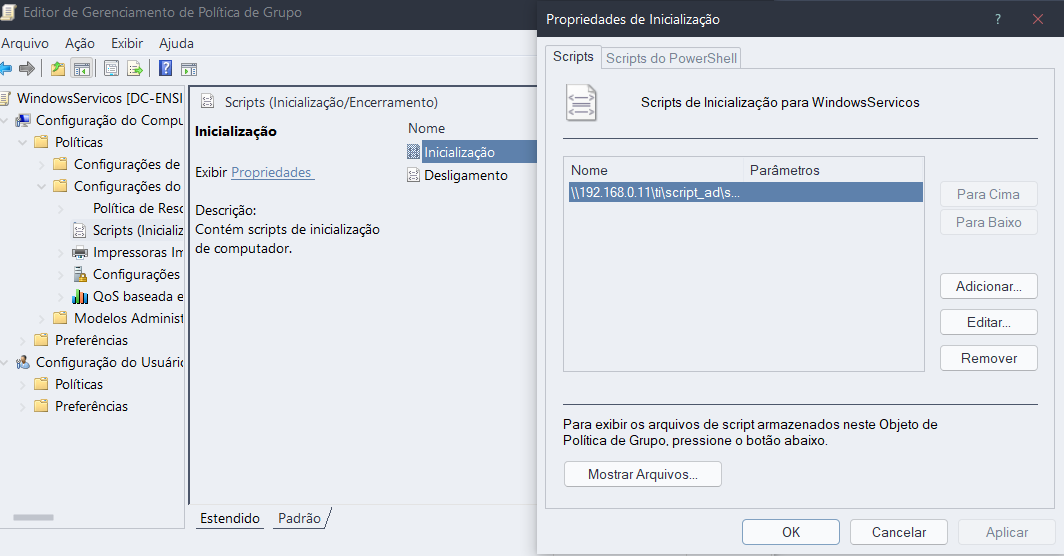 Editor de Gerenciamento de Política de Grupo
Arquivo Ação Exibir Ajuda
WindowsServicos [DC-ENSI
Configuração do Compu
Políticas
Configurações de
Configurações do
Política de Reso
Scripts (Inicializ
Impressoras Im
Configurações
QoS baseada e
Modelos Administ
Preferências
Configuração do Usuário
Políticas
Preferências
Scripts (Inicialização/Encerramento)
Inicialização
Exibir Propriedades
Descrição:
Contém scripts de inicialização
de computador.
Nome
Inicialização
Desligamento
Estendido Padrão
Propriedades de Inicialização
?
Scripts Scripts do PowerShell
Scripts de Inicialização para WindowsServicos
Nome Parâmetros
\\192.168.0.11\ti\script_ad\s...
Para Cima
Para Baixo
Adicionar...
Editar...
Remover
Para exibir os arquivos de script armazenados neste Objeto de
Política de Grupo, pressione o botão abaixo.
Mostrar Arquivos...
OK Cancelar Aplicar